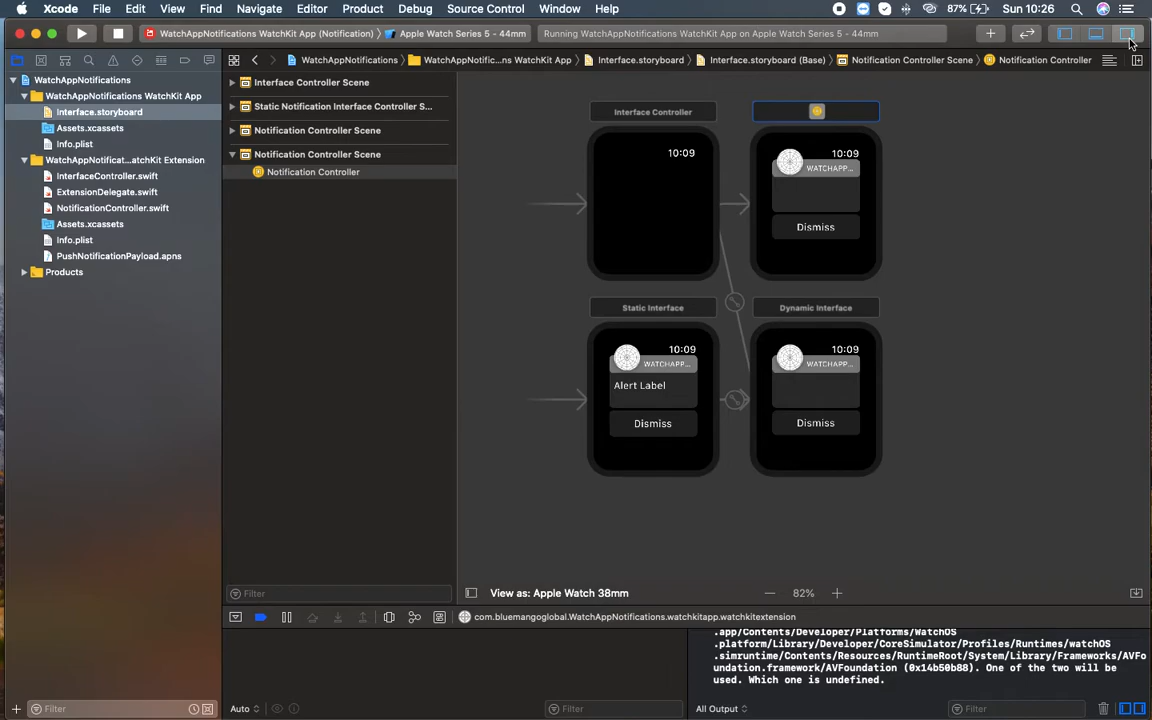 Xcode File Edit View Find Navigate Editor Product Debug Source Control Window Help 87% Sun 10:26
WatchAppNotifications WatchKit App (Notification) Apple Watch Series 5 - 44mm Running WatchAppNotifications WatchKit App on Apple Watch Series 5 - 44mm
WatchAppNotifications WatchAppNotific...ns WatchKit App Interface.storyboard Interface.storyboard (Base) Notification Controller Scene Notification Controller
WatchAppNotifications
WatchAppNotifications WatchKit App
Interface.storyboard
Assets.xcassets
Info.plist
WatchAppNotificat...atchKit Extension
InterfaceController.swift
ExtensionDelegate.swift
NotificationController.swift
Assets.xcassets
Info.plist
PushNotificationPayload.apns
Products
Interface Controller Scene
Static Notification Interface Controller S...
Notification Controller Scene
Notification Controller Scene
Notification Controller
Interface Controller
10:09
10:09
WATCHAPP...
Dismiss
Static Interface
10:09
WATCHAPP...
Alert Label
Dismiss
Dynamic Interface
10:09
WATCHAPP...
Dismiss
Filter
View as: Apple Watch 38mm
82%
com.bluemangoglobal.WatchAppNotifications.watchkitapp.watchkitextension
.app/Contents/Developer/Platforms/WatchOS
.platform/Library/Developer/CoreSimulator/Profiles/Runtimes/watchOS
.simruntime/Contents/Resources/RuntimeRoot/System/Library/Frameworks/AVFo
undation.framework/AVFoundation (0x14b50b88). One of the two will be
used. Which one is undefined.
Filter
Auto
Filter
All Output
Filter